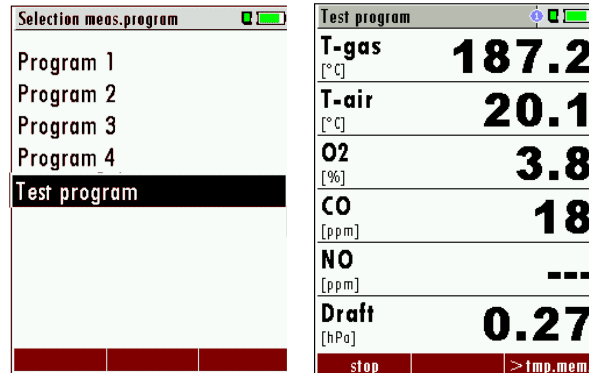 Selection meas.program
Program 1
Program 2
Program 3
Program 4
Test program
Test program
T-gas 187.2
[°C]
T-air 20.1
[°C]
O2 3.8
[%]
CO 18
[ppm]
NO ---
[ppm]
Draft 0.27
[hPa]
stop >tmp.mem